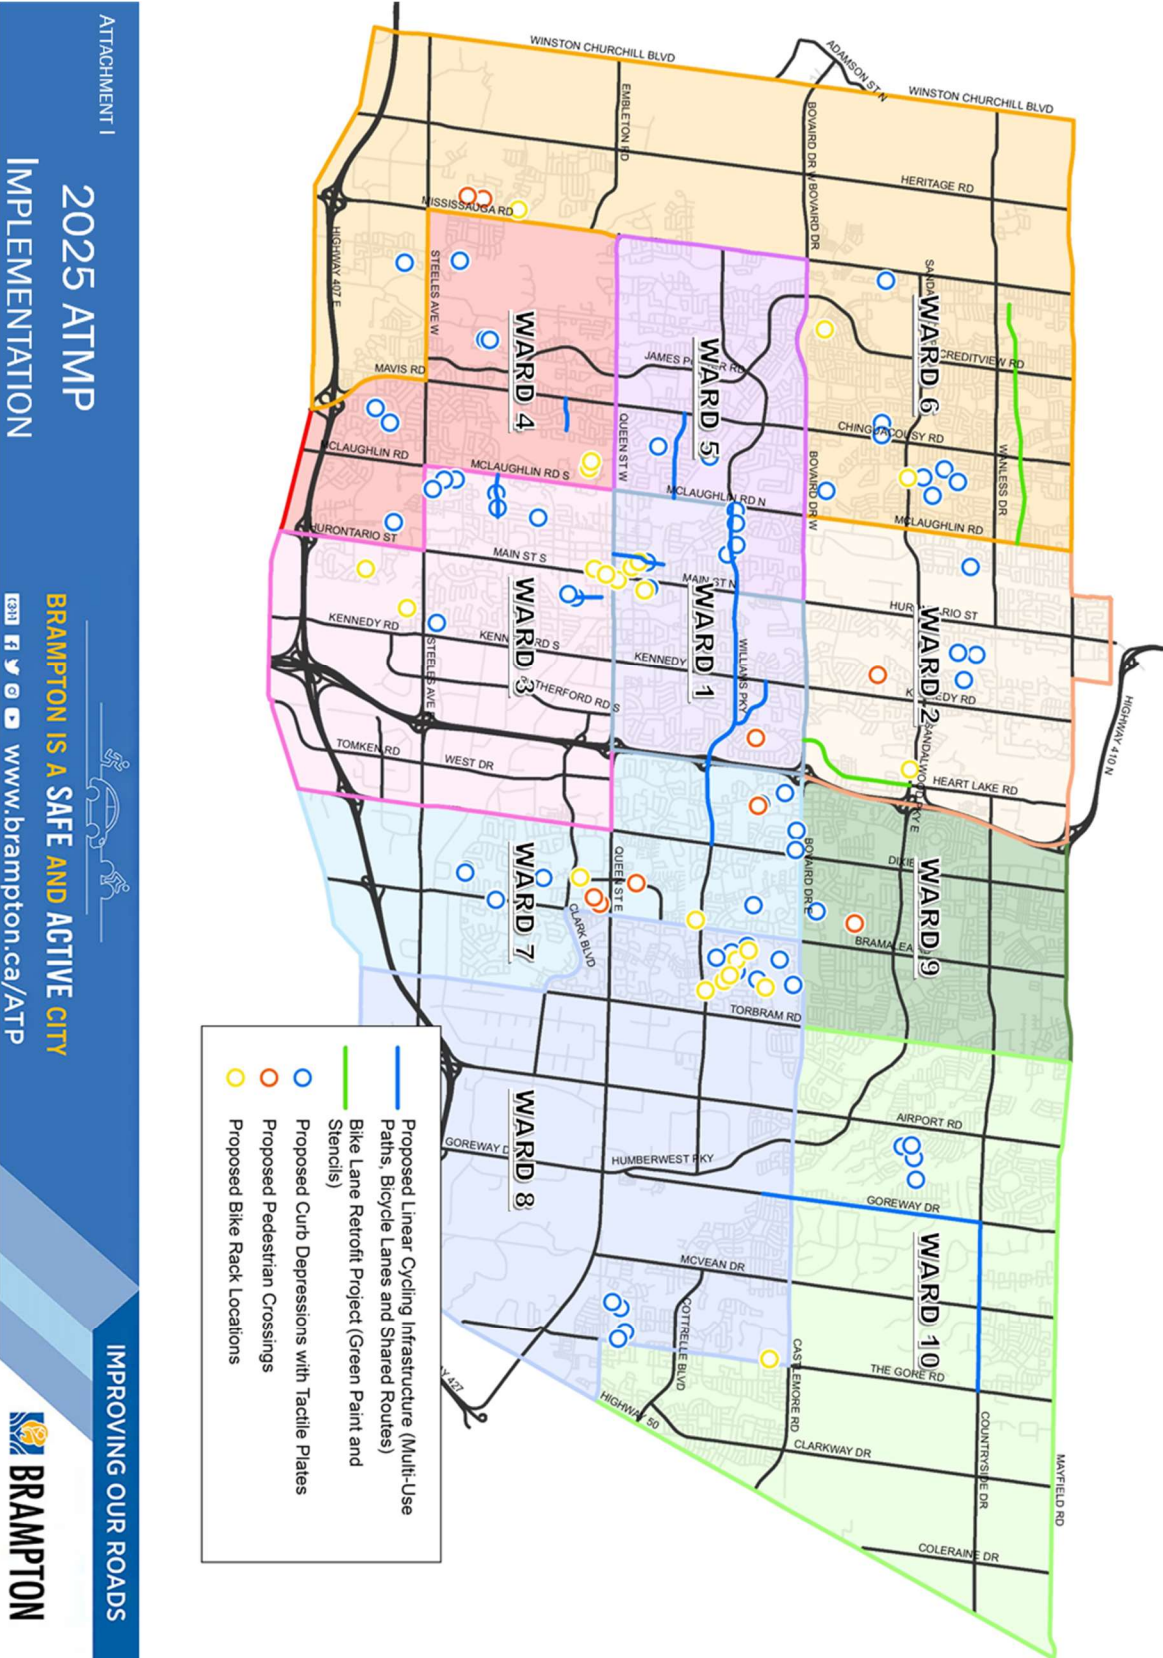 ATTACHMENT I
2025 ATMP
IMPLEMENTATION
BRAMPTON IS A SAFE AND ACTIVE CITY
www.brampton.ca/ATP
IMPROVING OUR ROADS
BRAMPTON
WINSTON CHURCHILL BLVD
ADAMSON ST N
WINSTON CHURCHILL BLVD
EMBLETON RD
BOVAIRD DR W
BOVAIRD DR
HERITAGE RD
MISSISSAUGA RD
HIGHWAY 407 E
STEELES AVE W
WARD 4
WARD 5
WARD 6
CREDITVIEW RD
MAVIS RD
QUEEN ST W
CHINGUACOUSY RD
WANLESS DR
BOVAIRD DR W
MCLAUGHLIN RD
MCLAUGHLIN RD S
MCLAUGHLIN RD N
MCLAUGHLIN RD
HURONTARIO ST
MAIN ST S
MAIN ST N
WARD 3
WARD 1
WARD 2
KENNEDY RD
KENNEDY
WILLIAMS PKY
STEELES AVE
TOMKEN RD
WEST DR
HEART LAKE RD
HIGHWAY 410 N
WARD 7
WARD 9
QUEEN ST E
CLARK BLVD
BOVAIRD DR E
TORBRAM RD
WARD 8
AIRPORT RD
HUMBERWEST PKY
GOREWAY DR
WARD 10
MCVEAN DR
COTTRELLE BLVD
CASTLEMORE RD
THE GORE RD
HIGHWAY 50
CLARKWAY DR
COUNTRYSIDE DR
MAYFIELD RD
COLERAINE DR
Proposed Linear Cycling Infrastructure (Multi-Use
Paths, Bicycle Lanes and Shared Routes)
Bike Lane Retrofit Project (Green Paint and
Stencils)
Proposed Curb Depressions with Tactile Plates
Proposed Pedestrian Crossings
Proposed Bike Rack Locations